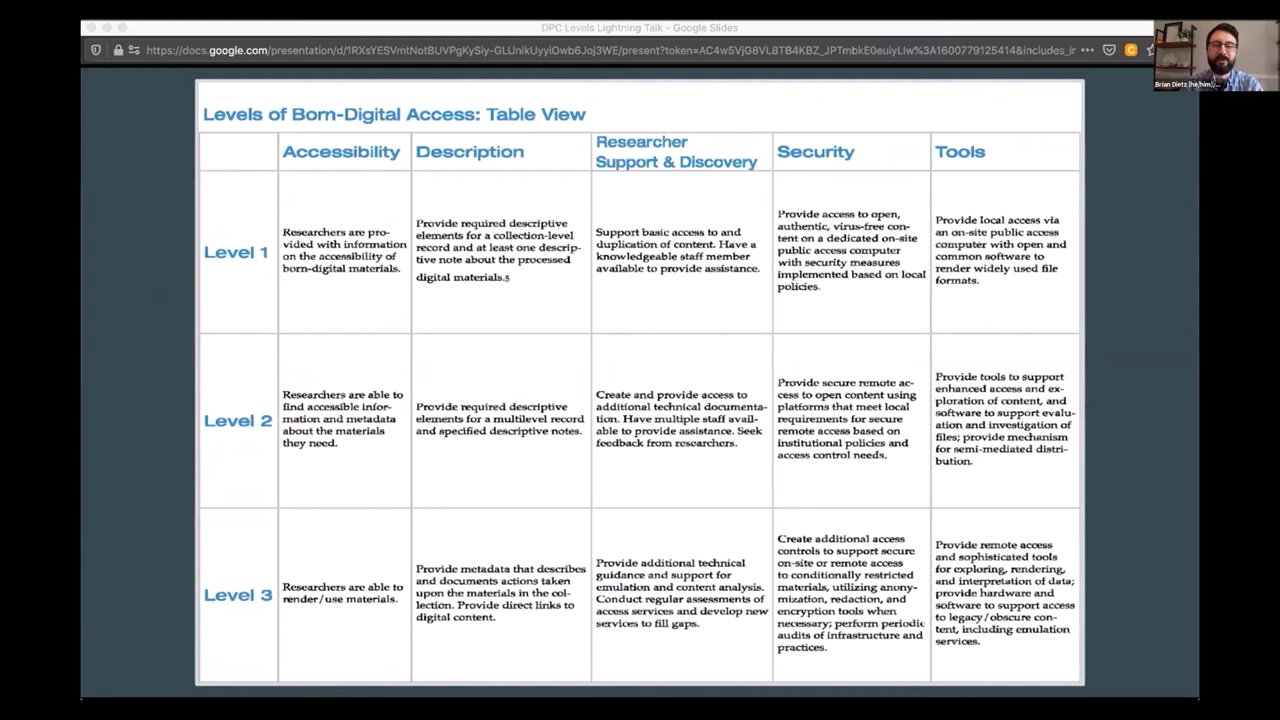 DPC Levels Lightning Talk - Google Slides
https://docs.google.com/presentation/d/1RxsYESVmtNotBUVPgKySiy-GLUnikUyyiOwb6Joj3WE/present?token=AC4w5VjG8VL8TB4KBZ_JPTmbkE0euiyLIw%3A1600779125414&includes_ir
Brian Dietz (he/him),...
Levels of Born-Digital Access: Table View
Accessibility
Description
Researcher
Support & Discovery
Security
Tools
Level 1
Researchers are pro-
vided with information
on the accessibility of
born-digital materials.
Provide required descriptive
elements for a collection-level
record and at least one descrip-
tive note about the processed
digital materials.5
Support basic access to and
duplication of content. Have a
knowledgeable staff member
available to provide assistance.
Provide access to open,
authentic, virus-free con-
tent on a dedicated on-site
public access computer
with security measures
implemented based on local
policies.
Provide local access via
an on-site public access
computer with open and
common software to
render widely used file
formats.
Level 2
Researchers are able to
find accessible infor-
mation and metadata
about the materials
they need.
Provide required descriptive
elements for a multilevel record
and specified descriptive notes.
Create and provide access to
additional technical documenta-
tion. Have multiple staff avail-
able to provide assistance. Seek
feedback from researchers.
Provide secure remote ac-
cess to open content using
platforms that meet local
requirements for secure
remote access based on
institutional policies and
access control needs.
Provide tools to support
enhanced access and ex-
ploration of content, and
software to support evalu-
ation and investigation of
files; provide mechanism
for semi-mediated distri-
bution.
Level 3
Researchers are able to
render/use materials.
Provide metadata that describes
and documents actions taken
upon the materials in the col-
lection. Provide direct links to
digital content.
Provide additional technical
guidance and support for
emulation and content analysis.
Conduct regular assessments of
access services and develop new
services to fill gaps.
Create additional access
controls to support secure
on-site or remote access
to conditionally restricted
materials, utilizing anony-
mization, redaction, and
encryption tools when
necessary; perform periodic
audits of infrastructure and
practices.
Provide remote access
and sophisticated tools
for exploring, rendering,
and interpretation of data;
provide hardware and
software to support access
to legacy/obscure con-
tent, including emulation
services.